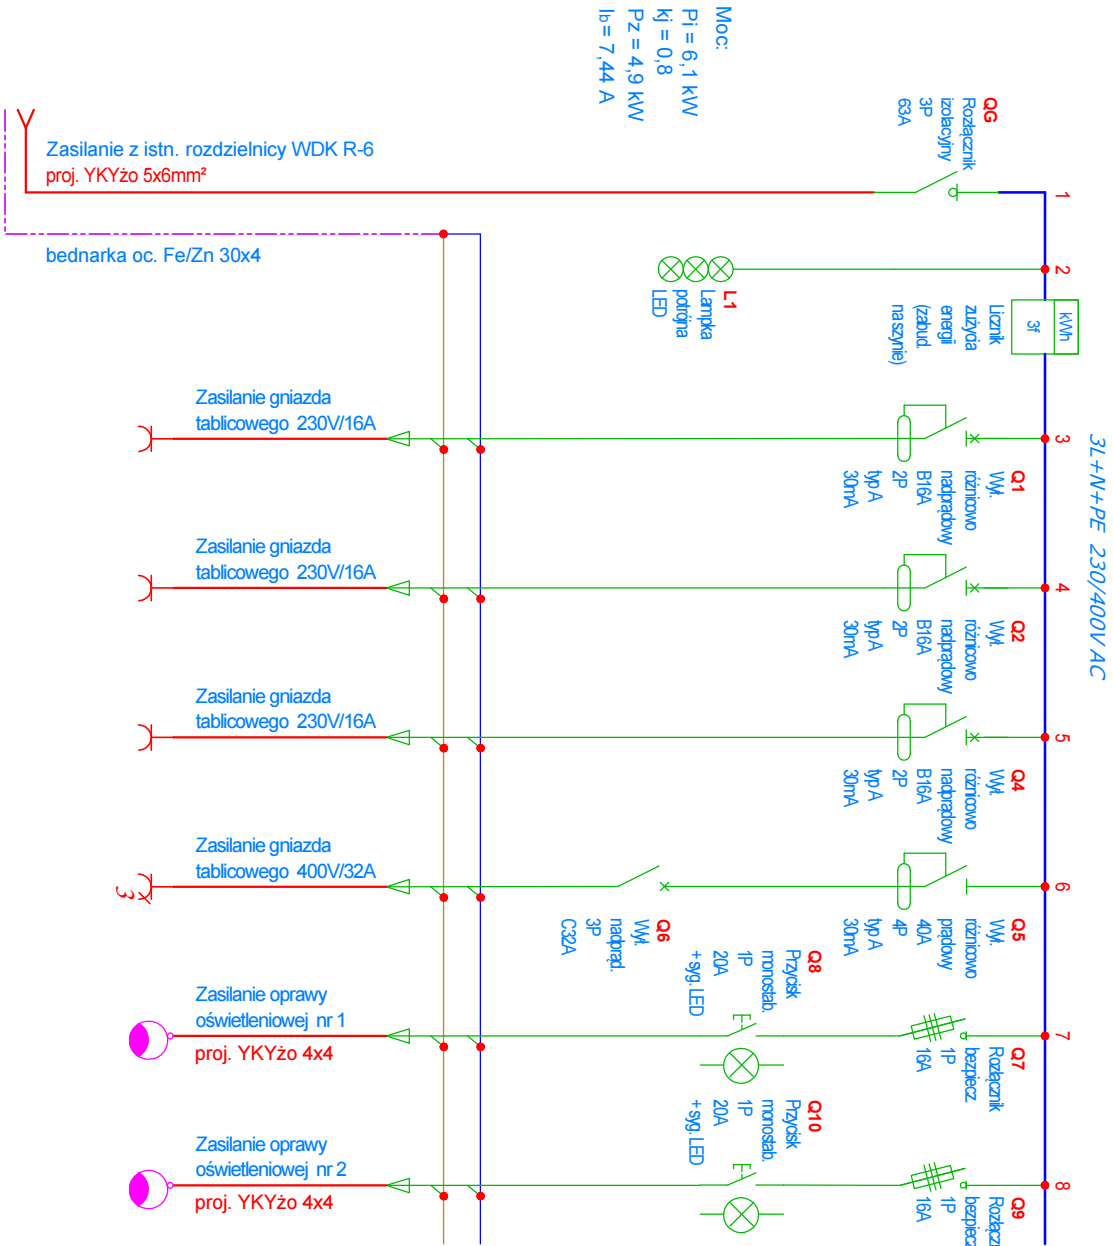 Moc:
Pi = 6,1 kW
kj = 0,8
Pz = 4,9 kW
Ib = 7,44 A
QG
Rozłącznik
izolacyjny
3P
63A
Zasilanie z istn. rozdzielnicy WDK R-6
proj. YKYżo 5x6mm²
1
bednarka oc. Fe/Zn 30x4
2
L1
Lampka
potrójna
LED
kWh
3f
Licznik
zużycia
energii
(zabud.
na szynie)
3L+N+PE 230/400V AC
Zasilanie gniazda
tablicowego 230V/16A
3
Q1
Wył.
różnicowo
nadprądowy
B16A
2P
typ A
30mA
Zasilanie gniazda
tablicowego 230V/16A
4
Q2
Wył.
różnicowo
nadprądowy
B16A
2P
typ A
30mA
Zasilanie gniazda
tablicowego 230V/16A
5
Q4
Wył.
różnicowo
nadprądowy
B16A
2P
typ A
30mA
Zasilanie gniazda
tablicowego 400V/32A
3
6
Q5
Wył.
różnicowo
prądowy
40A
4P
typ A
30mA
Q6
Wył.
nadprąd.
3P
C32A
Zasilanie oprawy
oświetleniowej nr 1
proj. YKYżo 4x4
7
Q7
Rozłącznik
bezpiecz.
1P
16A
Q8
Przycisk
monostab.
1P
20A
+ syg. LED
Zasilanie oprawy
oświetleniowej nr 2
proj. YKYżo 4x4
8
Q9
Rozłącz
bezpiecz
1P
16A
Q10
Przycisk
monostab.
1P
20A
+ syg. LED